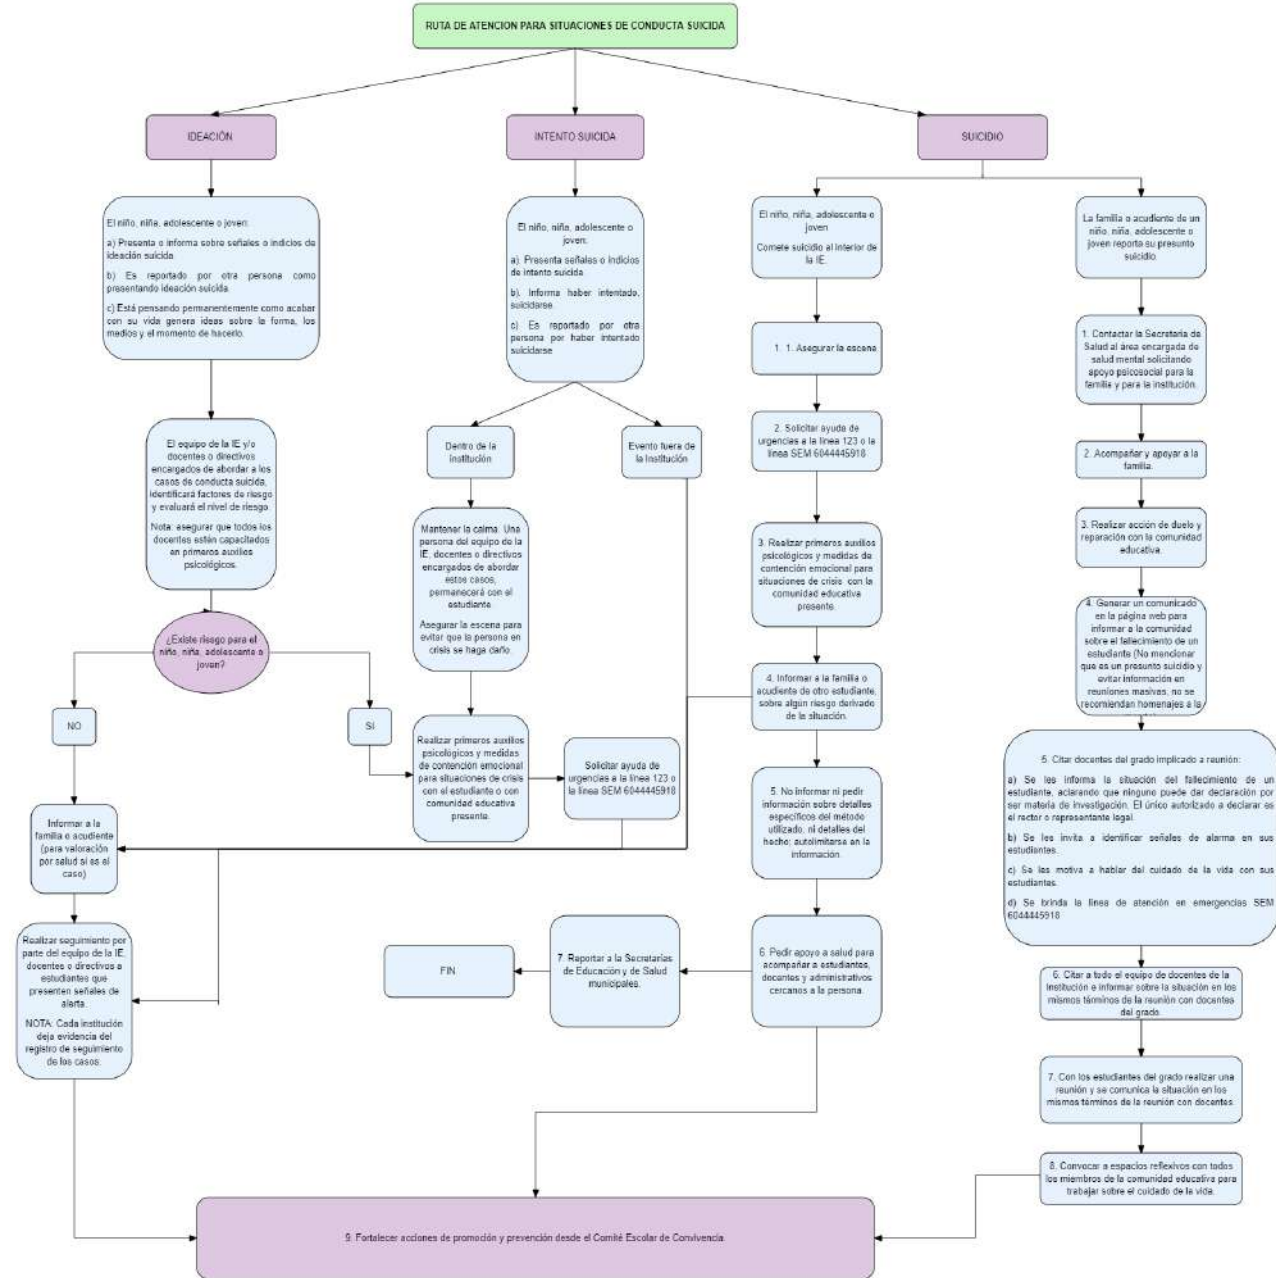 RUTA DE ATENCION PARA SITUACIONES DE CONDUCTA SUICIDA
IDEACIÓN
INTENTO SUICIDA
SUICIDIO
El niño, niña, adolescente o joven:
a) Presenta o informa sobre señales o indicios de
ideación suicida
b) Es reportado por otra persona como
presentando ideación suicida.
c) Está pensando permanentemente como acabar
con su vida genera ideas sobre la forma, los
medios y el momento de hacerlo.
El equipo de la IE y/o
docentes o directivos
encargados de abordar a los
casos de conducta suicida,
identificará factores de riesgo
y evaluará el nivel de riesgo
Nota: asegurar que todos los
docentes estén capacitados
en primeros auxilios
psicológicos.
¿Existe riesgo para el
niño, niña, adolescente o
joven?
NO
SI
Informar a la
familia o acudiente
(para valoración
por salud si es el
caso)
Realizar seguimiento por
parte del equipo de la IE,
docentes o directivos a
estudiantes que
presenten señales de
alerta.
NOTA: Cada institución
deja evidencia del
registro de seguimiento
de los casos.
El niño, niña, adolescente o
joven:
a) Presenta señales o indicios
de intento suicida.
b). Informa haber intentado,
suicidarse.
c) Es reportado por otra
persona por haber intentado
suicidarse
Dentro de la
institución
Evento fuera de
la Institución
Mantener la calma. Una
persona del equipo de la
IE, docentes o directivos
encargados de abordar
estos casos,
permanecerá con el
estudiante
Asegurar la escena para
evitar que la persona en
crisis se haga daño.
Realizar primeros auxilios
psicológicos y medidas
de contención emocional
para situaciones de crisis
con el estudiante o con
comunidad educativa
presente.
Solicitar ayuda de
urgencias a la línea 123 o
la línea SEM 6044445918
El niño, niña, adolescente o
joven
Comete suicidio al interior de
la IE.
1. 1. Asegurar la escena
2. Solicitar ayuda de
urgencias a la línea 123 o la
línea SEM 6044445918
3. Realizar primeros auxilios
psicológicos y medidas de
contención emocional para
situaciones de crisis con la
comunidad educativa
presente.
4. Informar a la familia o
acudiente de otro estudiante,
sobre algún riesgo derivado
de la situación.
5. No informar ni pedir
información sobre detalles
específicos del método
utilizado, ni detalles del
hecho; autolimitarse en la
información.
6. Pedir apoyo a salud para
acompañar a estudiantes,
docentes y administrativos
cercanos a la persona.
7. Reportar a la Secretarías
de Educación y de Salud
municipales.
FIN
La familia o acudiente de un
niño, niña, adolescente o
joven reporta su presunto
suicidio.
1. Contactar la Secretaria de
Salud al área encargada de
salud mental solicitando
apoyo psicosocial para la
familia y para la institución.
2. Acompañar y apoyar a la
familia.
3. Realizar acción de duelo y
reparación con la comunidad
educativa.
4. Generar un comunicado
en la página web para
informar a la comunidad
sobre el fallecimiento de un
estudiante (No mencionar
que es un presunto suicidio y
evitar información en
reuniones masivas, no se
recomiendan homenajes a la
5. Citar docentes del grado implicado a reunión:
a) Se les informa la situación del fallecimiento de un
estudiante, aclarando que ninguno puede dar declaración por
ser materia de investigación. El único autorizado a declarar es
el rector o representante legal.
b) Se les invita a identificar señales de alarma en sus
estudiantes.
c) Se les motiva a hablar del cuidado de la vida con sus
estudiantes.
d) Se brinda la línea de atención en emergencias SEM
6044445918
6. Citar a todo el equipo de docentes de la
Institución e informar sobre la situación en los
mismos términos de la reunión con docentes
del grado.
7. Con los estudiantes del grado realizar una
reunión y se comunica la situación en los
mismos términos de la reunión con docentes.
8. Convocar a espacios reflexivos con todos
los miembros de la comunidad educativa para
trabajar sobre el cuidado de la vida.
9. Fortalecer acciones de promoción y prevención desde el Comité Escolar de Convivencia